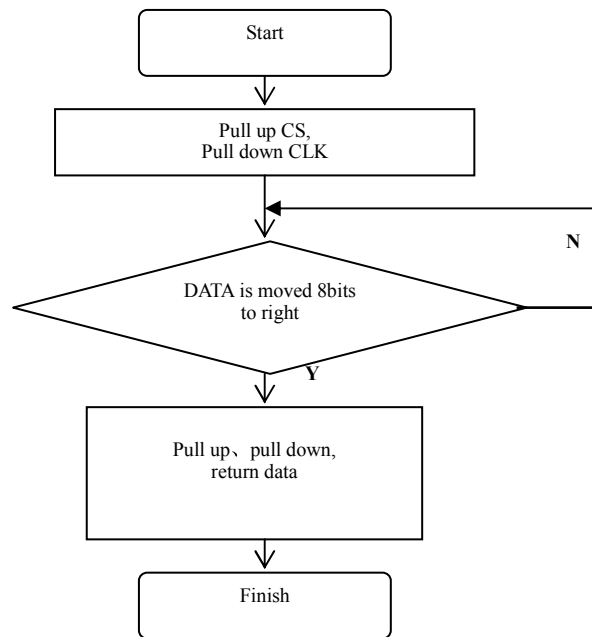 Start
Pull up CS,
Pull down CLK
N
DATA is moved 8bits
to right
Y
Pull up、pull down,
return data
Finish